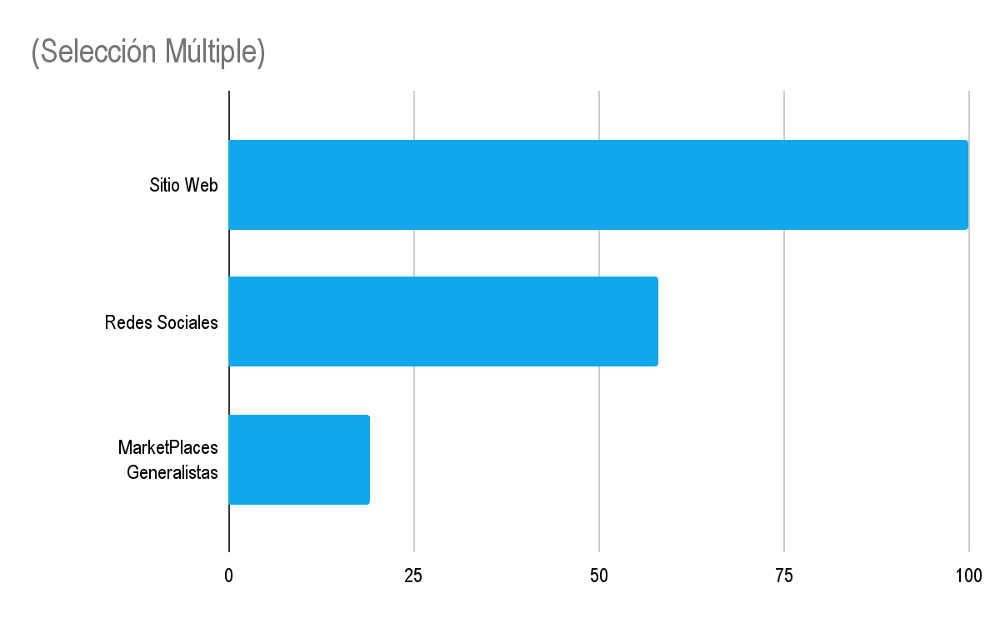 (Selección Múltiple)
Sitio Web
Redes Sociales
MarketPlaces
Generalistas
0 25 50 75 100